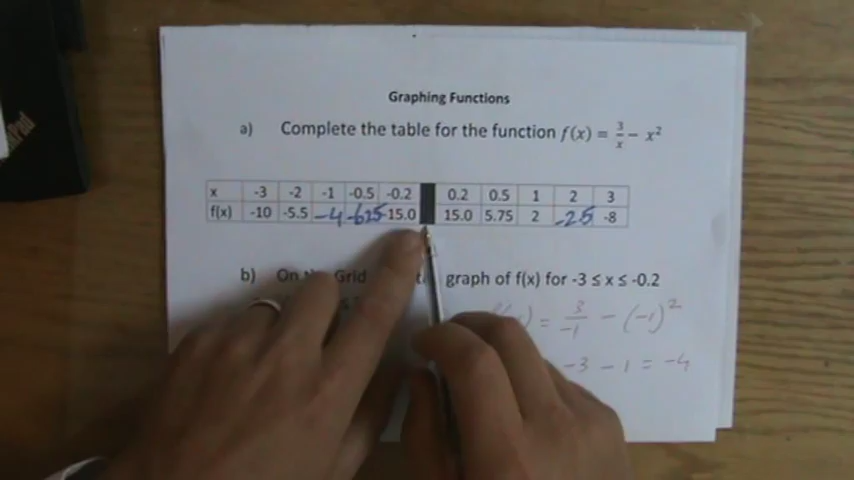 Graphing Functions
a) Complete the table for the function f(x) = 3/x − x²
x -3 -2 -1 -0.5 -0.2 0.2 0.5 1 2 3
f(x) -10 -5.5 -4 -6.25 -15.0 15.0 5.75 2 -2.5 -8
b) On Grid graph of f(x) for -3 ≤ x ≤ -0.2
= 3/-1 − (-1)²
-3 - 1 = -4